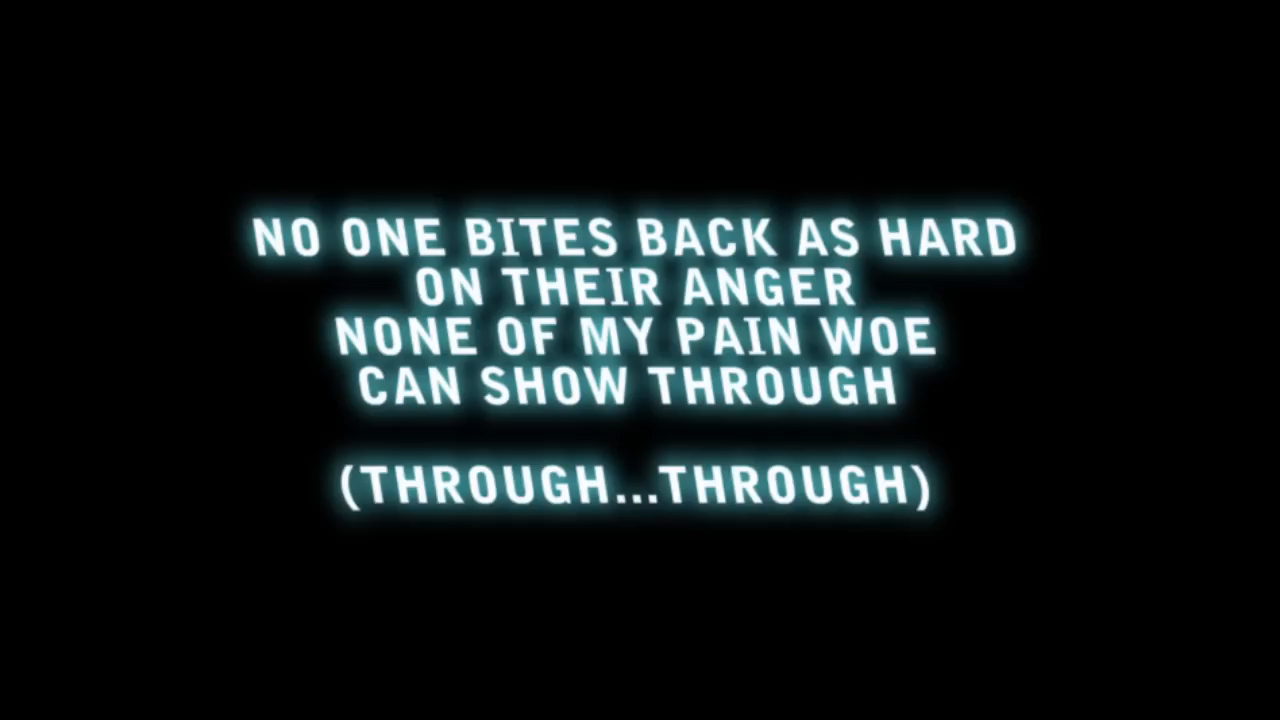 NO ONE BITES BACK AS HARD
ON THEIR ANGER
NONE OF MY PAIN WOE
CAN SHOW THROUGH
(THROUGH...THROUGH)